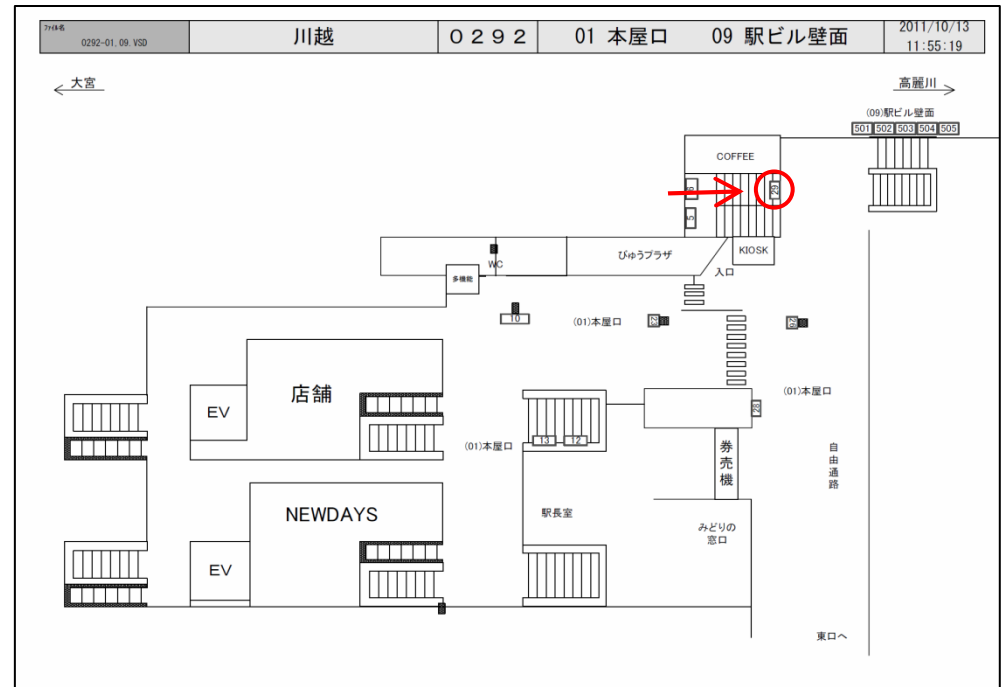 ファイル名
0292-01,09.VSD
川越
０２９２
01 本屋口
09 駅ビル壁面
2011/10/13
11:55:19
大宮
高麗川
(09)駅ビル壁面
501 502 503 504 505
COFFEE
6
29
5
びゅうプラザ
KIOSK
WC
入口
多機能
10
(01)本屋口
23
26
(01)本屋口
店舗
EV
28
13 12
(01)本屋口
券売機
自由通路
NEWDAYS
駅長室
みどりの
窓口
EV
東口へ